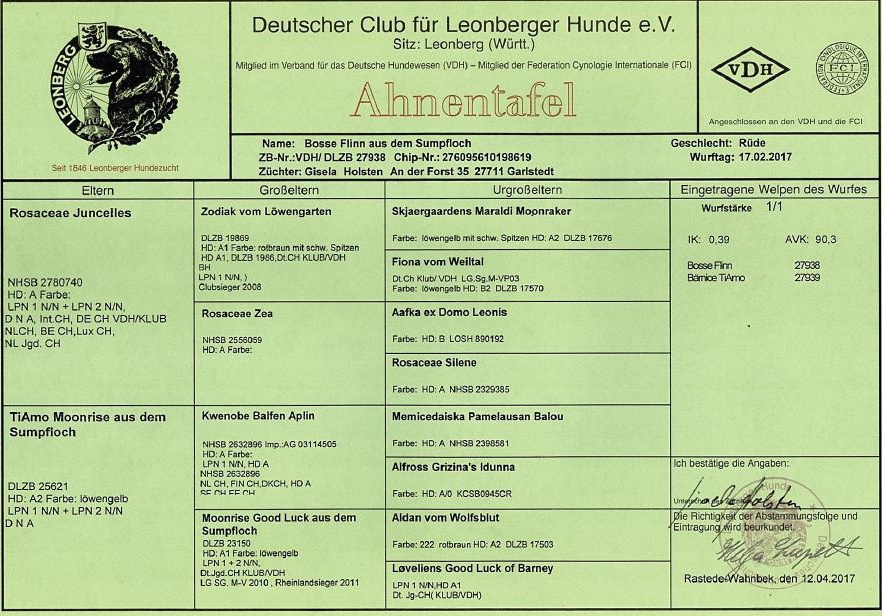 LEONBERG
Seit 1846 Leonberger Hundezucht
Deutscher Club für Leonberger Hunde e.V.
Sitz: Leonberg (Württ.)
Mitglied im Verband für das Deutsche Hundewesen (VDH) – Mitglied der Federation Cynologie Internationale (FCI)
Ahnentafel
VDH
FCI
Angeschlossen an den VDH und die FCI
Name: Bosse Flinn aus dem Sumpfloch
ZB-Nr.:VDH/ DLZB 27938 Chip-Nr.: 276095610198619
Züchter: Gisela Holsten An der Forst 35 27711 Garlstedt
Geschlecht: Rüde
Wurftag: 17.02.2017
Eltern
Rosaceae Juncelles
NHSB 2780740
HD: A Farbe:
LPN 1 N/N + LPN 2 N/N,
D N A, Int.CH, DE CH VDH/KLUB
NLCH, BE CH,Lux CH,
NL Jgd. CH
TiAmo Moonrise aus dem
Sumpfloch
DLZB 25621
HD: A2 Farbe: löwengelb
LPN 1 N/N + LPN 2 N/N
D N A
Großeltern
Zodiak vom Löwengarten
DLZB 19869
HD: A1 Farbe: rotbraun mit schw. Spitzen
HD A1, DLZB 1986,Dt.CH KLUB/VDH
BH
LPN 1 N/N, )
Clubsieger 2008
Rosaceae Zea
NHSB 2556059
HD: A Farbe:
Kwenobe Balfen Aplin
NHSB 2632896 Imp.:AG 03114505
HD: A Farbe:
LPN 1 N/N, HD A
NHSB 2632896
NL CH, FIN CH,DKCH, HD A
SE CH EE CH
Moonrise Good Luck aus dem
Sumpfloch
DLZB 23150
HD: A1 Farbe: löwengelb
LPN 1 + 2 N/N,
Dt.Jgd.CH KLUB/VDH
LG SG. M-V 2010 , Rheinlandsieger 2011
Urgroßeltern
Skjaergaardens Maraldi Mopnraker
Farbe: löwengelb mit schw. Spitzen HD: A2 DLZB 17676
Fiona vom Weiltal
Dt.Ch Klub/ VDH LG.Sg.M-VP03
Farbe: löwengelb HD: B2 DLZB 17570
Aafka ex Domo Leonis
Farbe: HD: B LOSH 890192
Rosaceae Silene
Farbe: HD: A NHSB 2329385
Memicedaiska Pamelausan Balou
Farbe: HD: A NHSB 2398581
Alfross Grizina's Idunna
Farbe: HD: A/0 KCSB0945CR
Aldan vom Wolfsblut
Farbe: 222 rotbraun HD: A2 DLZB 17503
Løveliens Good Luck of Barney
LPN 1 N/N,HD A1
Dt. Jg-CH( KLUB/VDH)
Eingetragene Welpen des Wurfes
Wurfstärke 1/1
IK: 0,39 AVK: 90,3
Bosse Flinn 27938
Bärnice TiAmo 27939
Ich bestätige die Angaben:
Die Richtigkeit der Abstammungsfolge und
Eintragung wird beurkundet.
Rastede-Wahnbek, den 12.04.2017